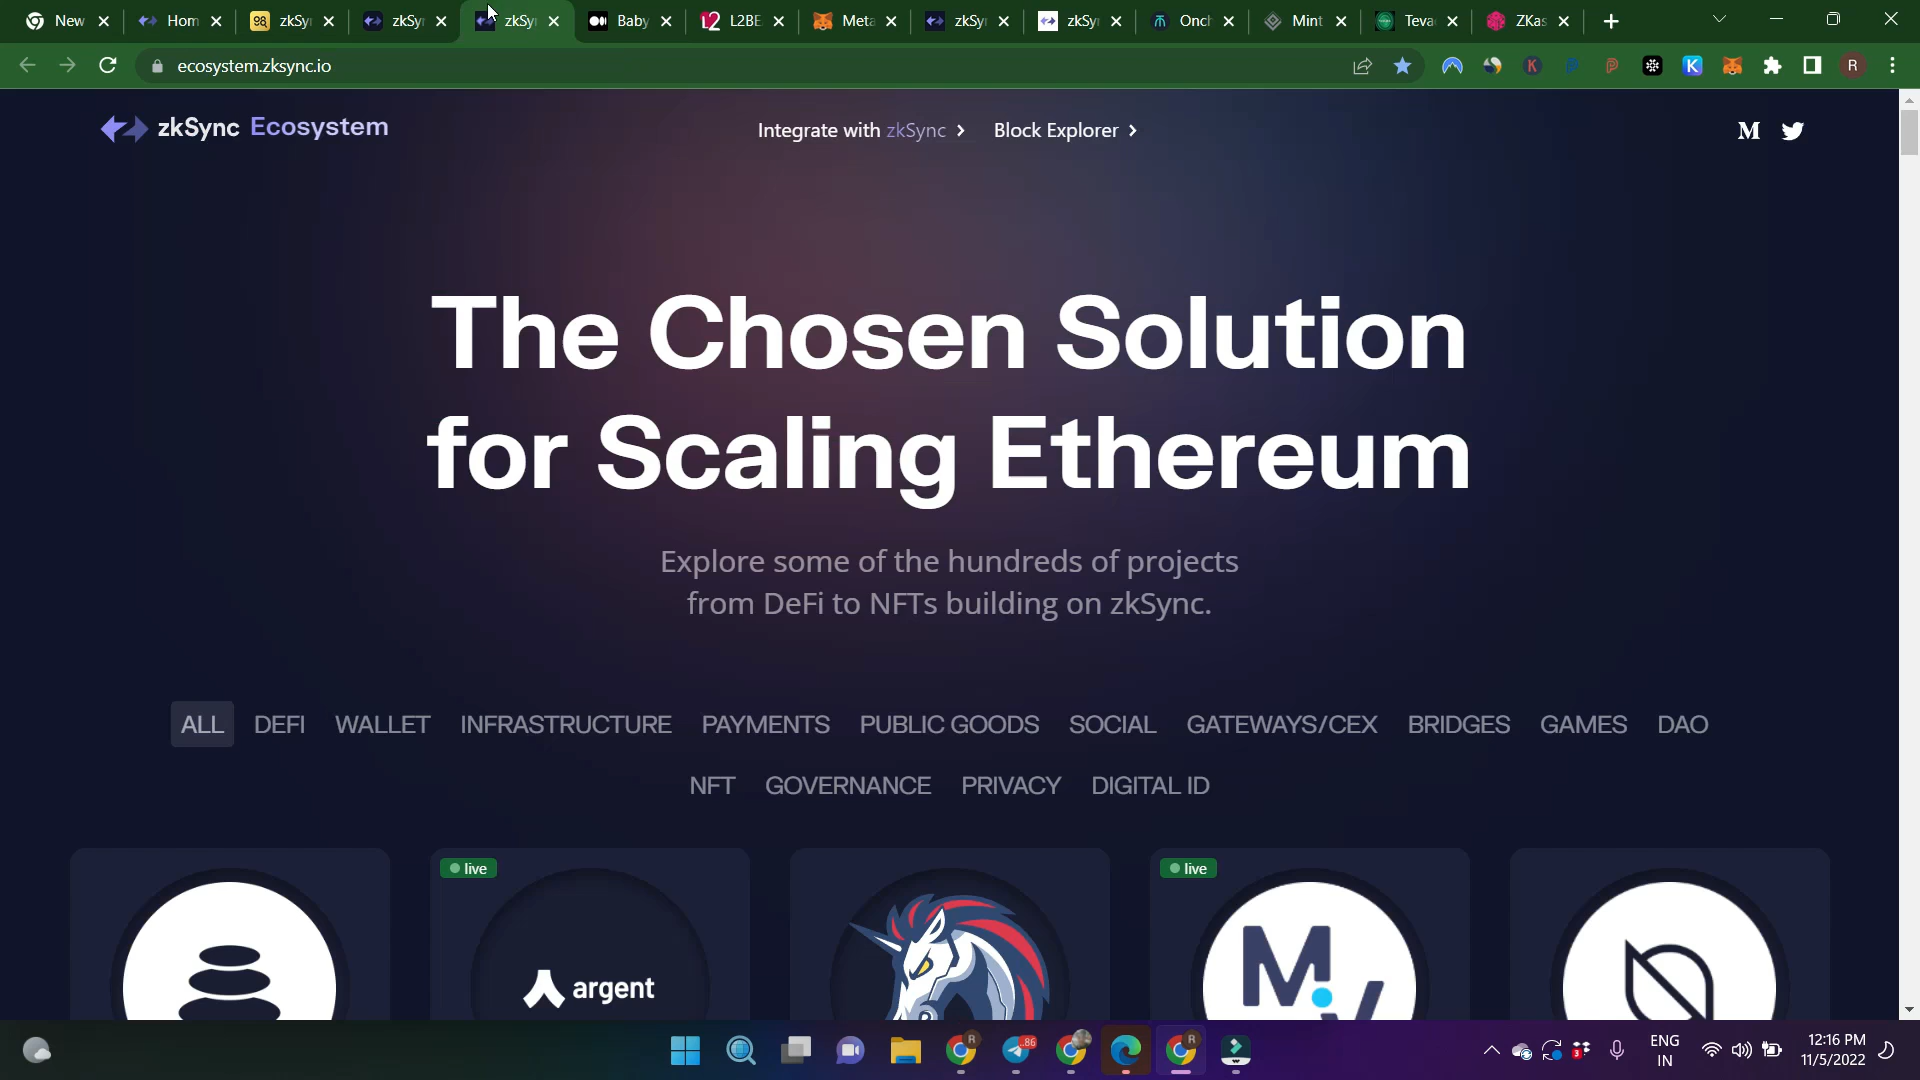 New
Hom
zkSy
zkSy
zkSy
Baby
L2BE
Meta
zkSy
zkSy
Onch
Mint
Teva
ZKas
ecosystem.zksync.io
R
zkSync Ecosystem
Integrate with zkSync
Block Explorer
The Chosen Solution
for Scaling Ethereum
Explore some of the hundreds of projects
from DeFi to NFTs building on zkSync.
ALL DEFI WALLET INFRASTRUCTURE PAYMENTS PUBLIC GOODS SOCIAL GATEWAYS/CEX BRIDGES GAMES DAO
NFT GOVERNANCE PRIVACY DIGITAL ID
live
live
argent
ENG
IN
12:16 PM
11/5/2022